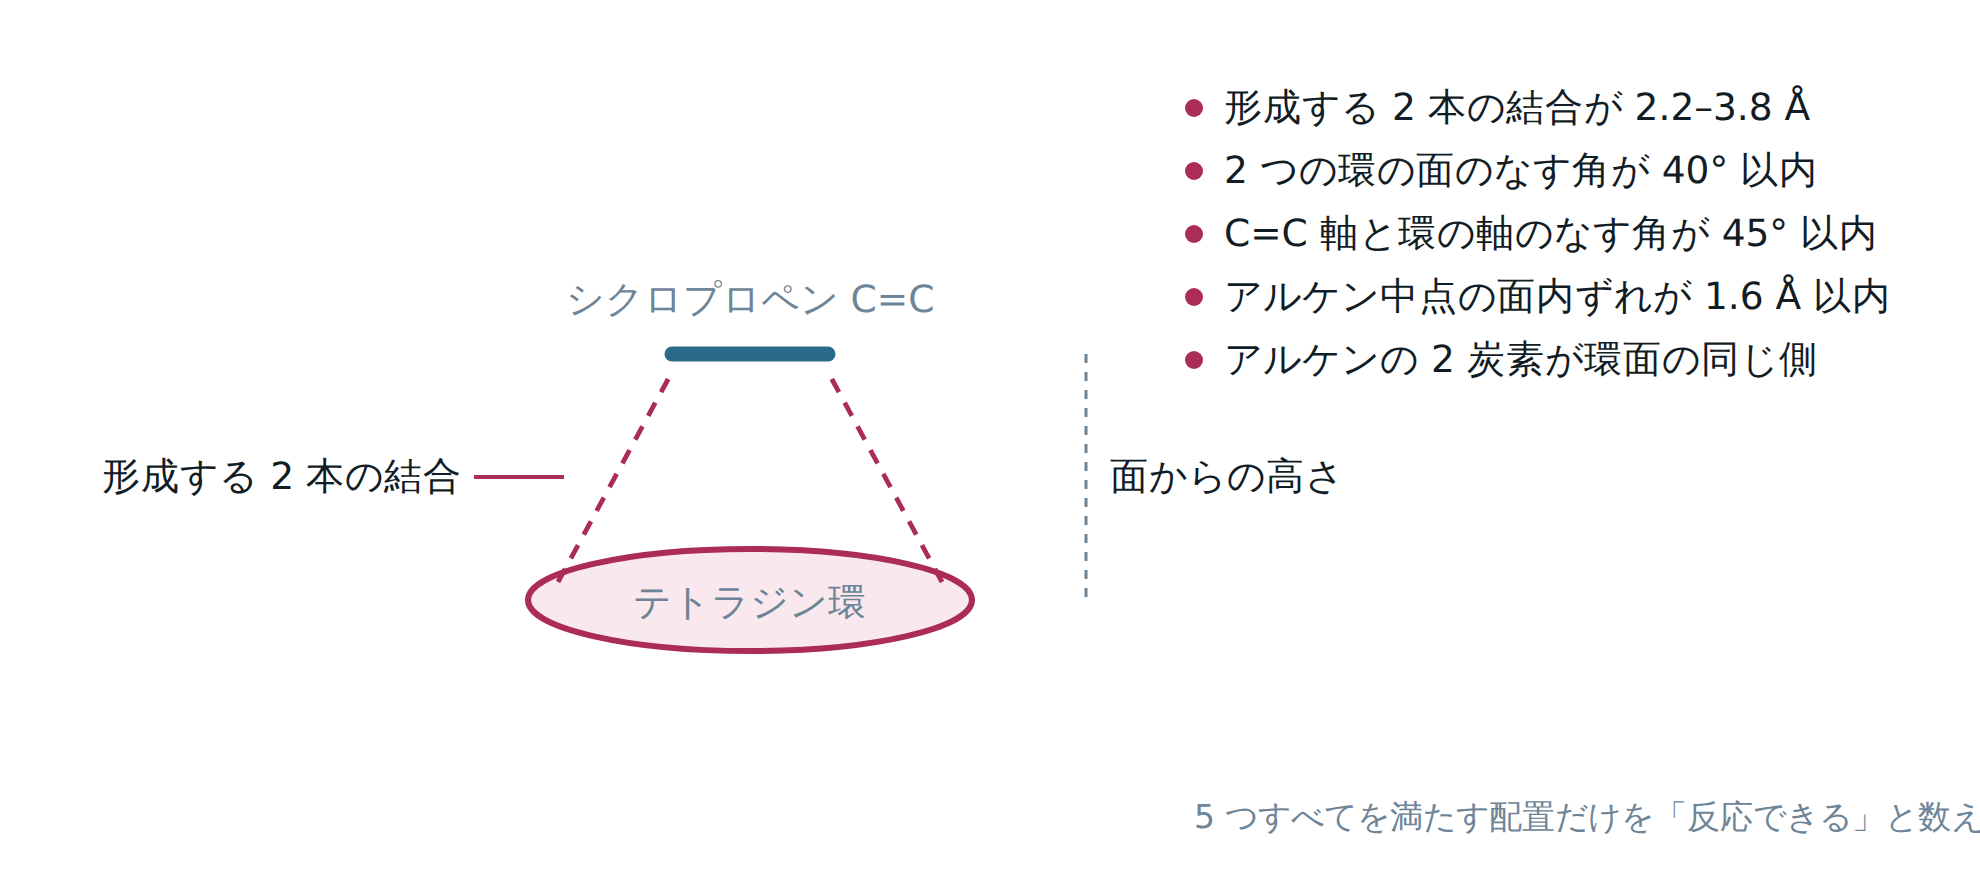 形成する 2 本の結合が 2.2–3.8 Å
2 つの環の面のなす角が 40° 以内
C=C 軸と環の軸のなす角が 45° 以内
アルケン中点の面内ずれが 1.6 Å 以内
アルケンの 2 炭素が環面の同じ側
シクロプロペン C=C
形成する 2 本の結合
面からの高さ
テトラジン環
5 つすべてを満たす配置だけを「反応できる」と数え